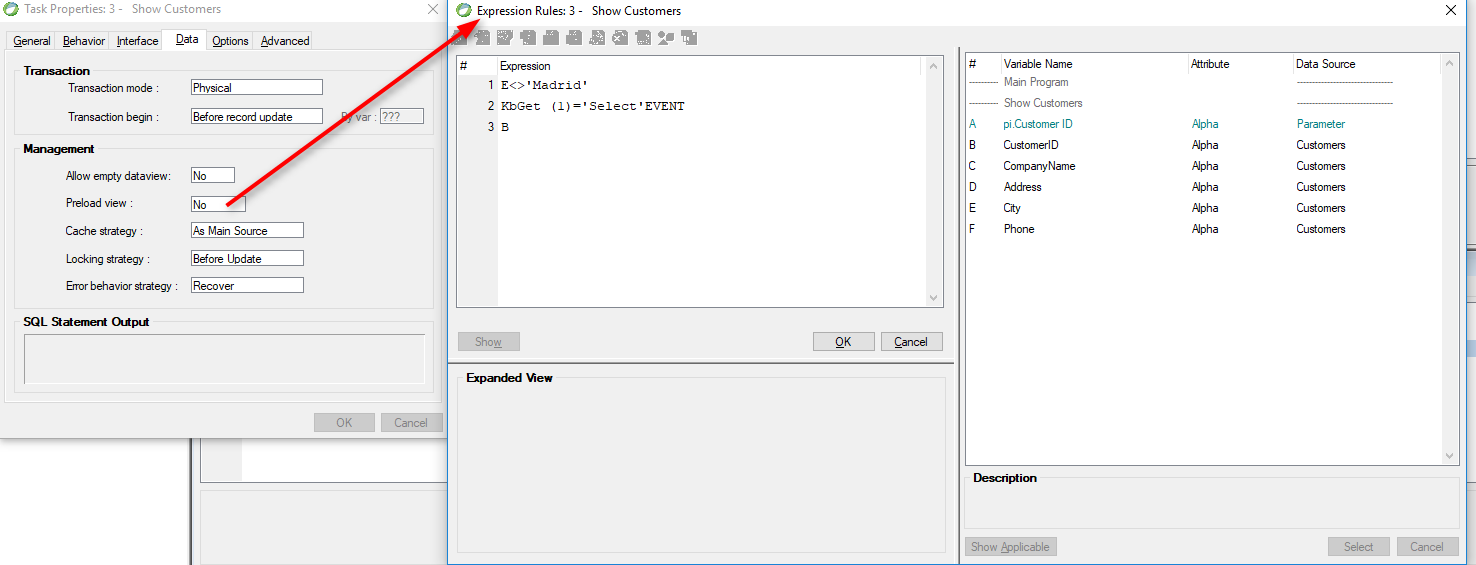 Task Properties: 3 - Show Customers
General Behavior Interface Data Options Advanced
Transaction
Transaction mode : Physical
Transaction begin : Before record update By var : ???
Management
Allow empty dataview: No
Preload view : No
Cache strategy : As Main Source
Locking strategy : Before Update
Error behavior strategy : Recover
SQL Statement Output
OK Cancel
Expression Rules: 3 - Show Customers
# Expression
1 E<>'Madrid'
2 KbGet (1)='Select'EVENT
3 B
Show OK Cancel
Expanded View
# Variable Name Attribute Data Source
---------- Main Program --------------------------------
---------- Show Customers --------------------------------
A pi.Customer ID Alpha Parameter
B CustomerID Alpha Customers
C CompanyName Alpha Customers
D Address Alpha Customers
E City Alpha Customers
F Phone Alpha Customers
Description
Show Applicable Select Cancel